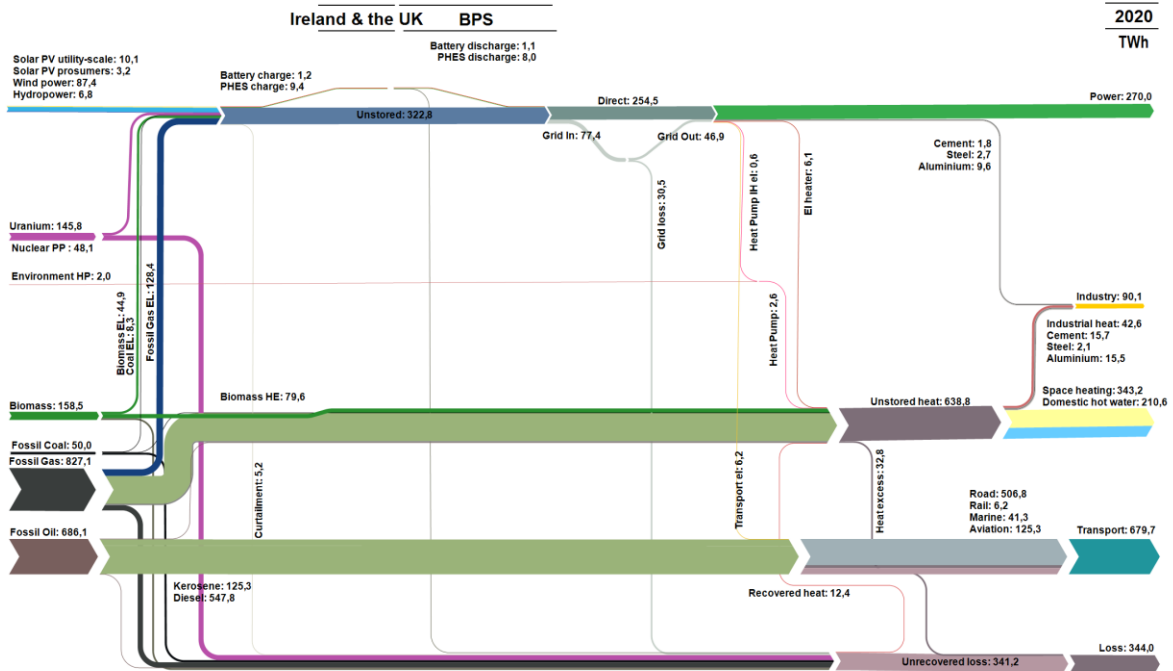 Ireland & the UK BPS
2020
TWh
Solar PV utility-scale: 10,1
Solar PV prosumers: 3,2
Wind power: 87,4
Hydropower: 6,8
Battery charge: 1,2
PHES charge: 9,4
Battery discharge: 1,1
PHES discharge: 8,0
Unstored: 322,8
Direct: 254,5
Power: 270,0
Grid In: 77,4
Grid Out: 46,9
Cement: 1,8
Steel: 2,7
Aluminium: 9,6
Grid loss: 30,5
Heat Pump IH el: 0,6
El heater: 6,1
Uranium: 145,8
Nuclear PP : 48,1
Environment HP: 2,0
Biomass EL: 44,9
Coal EL: 8,3
Fossil Gas EL: 128,4
Heat Pump: 2,6
Industry: 90,1
Industrial heat: 42,6
Cement: 15,7
Steel: 2,1
Aluminium: 15,5
Biomass: 158,5
Biomass HE: 79,6
Unstored heat: 638,8
Space heating: 343,2
Domestic hot water: 210,6
Fossil Coal: 50,0
Fossil Gas: 827,1
Curtailment: 5,2
Transport el: 6,2
Heat excess: 32,8
Road: 506,8
Rail: 6,2
Marine: 41,3
Aviation: 125,3
Fossil Oil: 686,1
Transport: 679,7
Kerosene: 125,3
Diesel: 547,8
Recovered heat: 12,4
Unrecovered loss: 341,2
Loss: 344,0